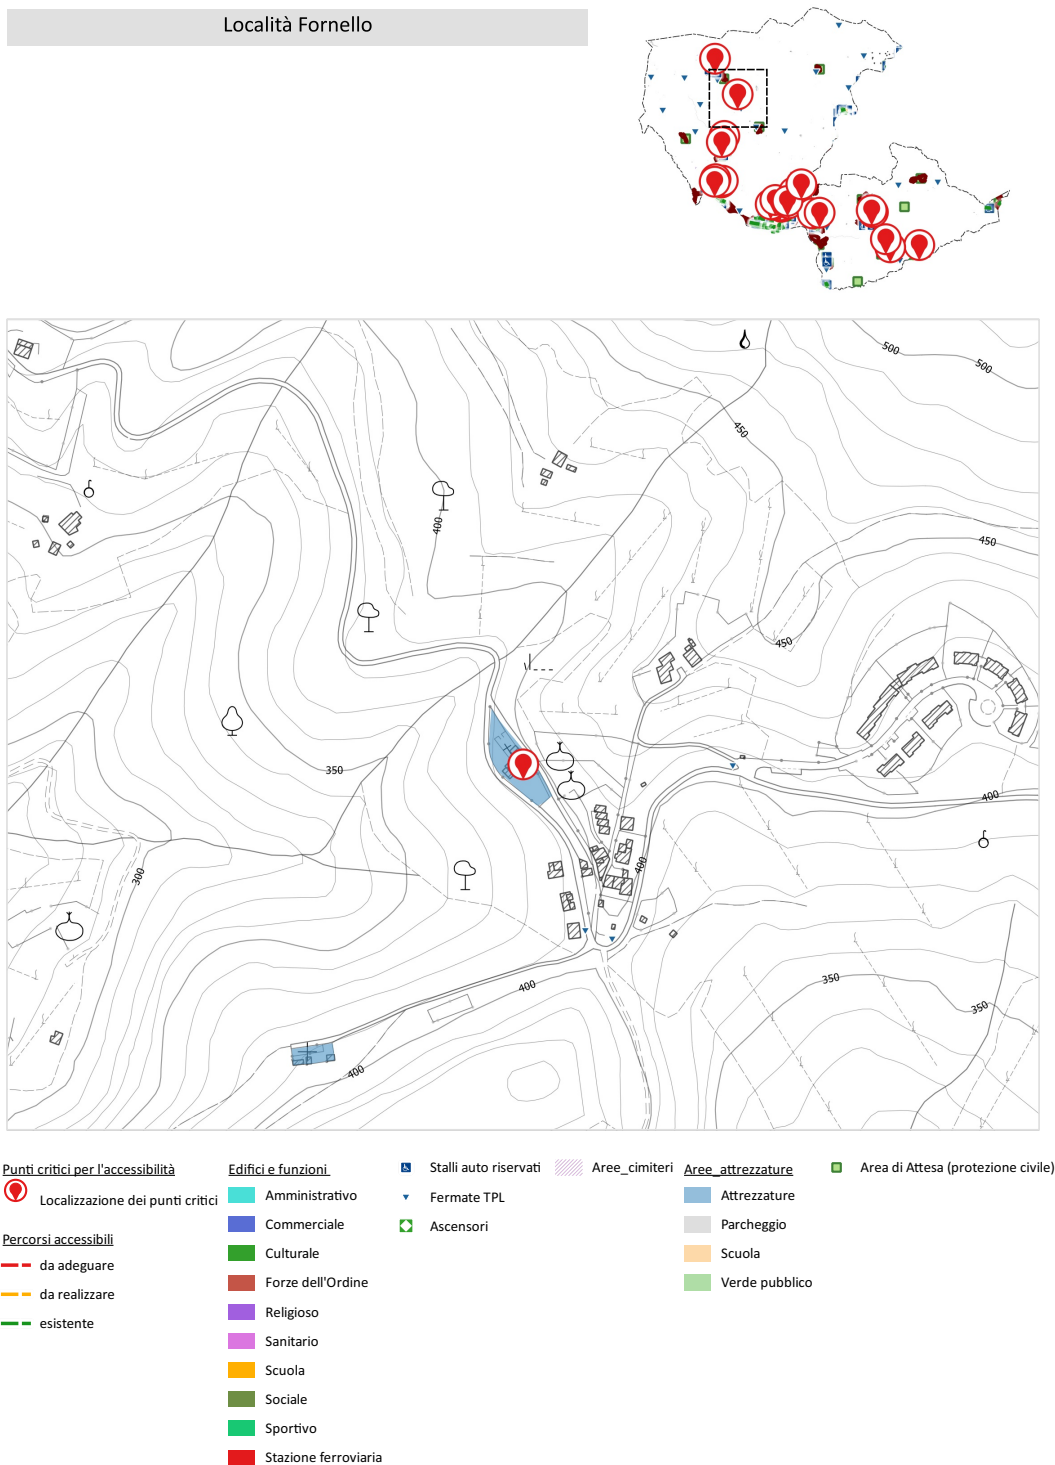 Località Fornello
500
500
450
400
450
450
350
400
400
300
350
400
350
400
Punti critici per l'accessibilità
Localizzazione dei punti critici
Percorsi accessibili
da adeguare
da realizzare
esistente
Edifici e funzioni
Amministrativo
Commerciale
Culturale
Forze dell'Ordine
Religioso
Sanitario
Scuola
Sociale
Sportivo
Stazione ferroviaria
Stalli auto riservati
Fermate TPL
Ascensori
Aree_cimiteri
Aree_attrezzature
Attrezzature
Parcheggio
Scuola
Verde pubblico
Area di Attesa (protezione civile)